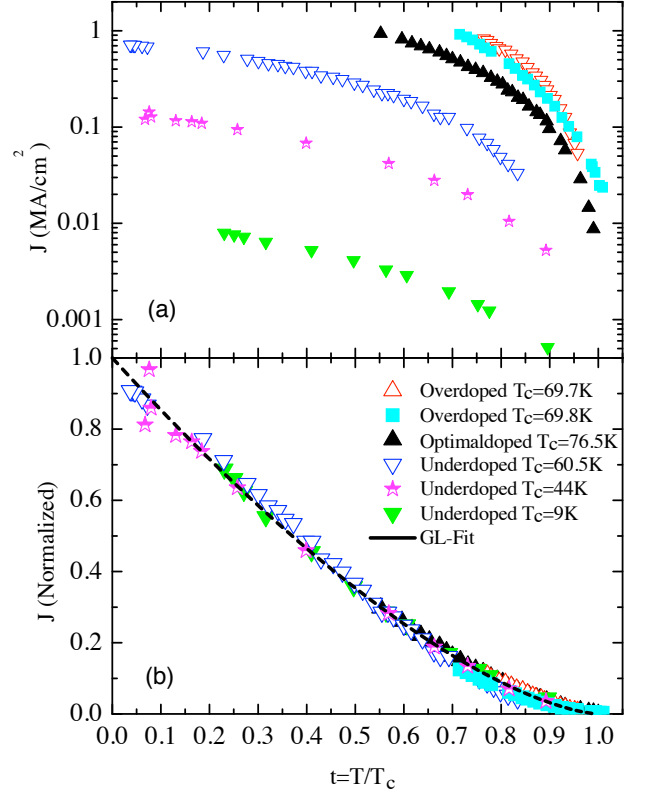 1
0.1
0.01
0.001
J (MA/cm²)
(a)
1.0
0.8
0.6
0.4
0.2
0.0
J (Normalized)
Overdoped Tc=69.7K
Overdoped Tc=69.8K
Optimaldoped Tc=76.5K
Underdoped Tc=60.5K
Underdoped Tc=44K
Underdoped Tc=9K
GL-Fit
(b)
0.0 0.1 0.2 0.3 0.4 0.5 0.6 0.7 0.8 0.9 1.0
t=T/Tc